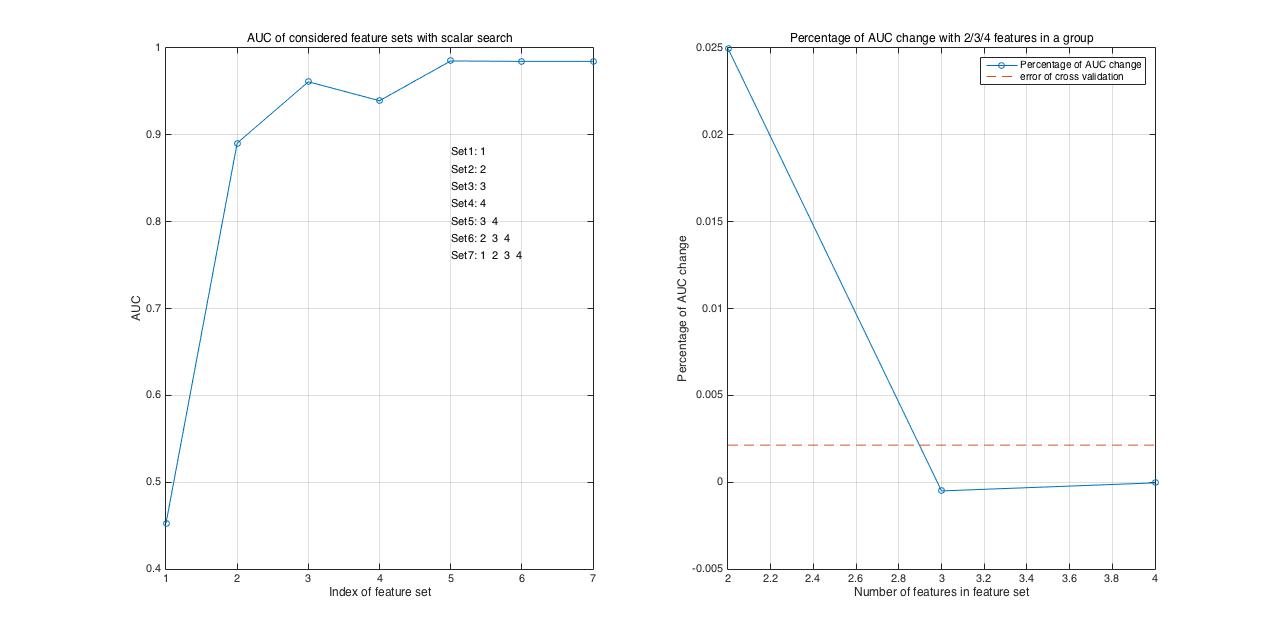 AUC of considered feature sets with scalar search
1
0.9
0.8
0.7
0.6
0.5
0.4
AUC
Set1: 1
Set2: 2
Set3: 3
Set4: 4
Set5: 3 4
Set6: 2 3 4
Set7: 1 2 3 4
1 2 3 4 5 6 7
Index of feature set
Percentage of AUC change with 2/3/4 features in a group
0.025
0.02
0.015
0.01
0.005
0
-0.005
Percentage of AUC change
Percentage of AUC change
error of cross validation
2 2.2 2.4 2.6 2.8 3 3.2 3.4 3.6 3.8 4
Number of features in feature set